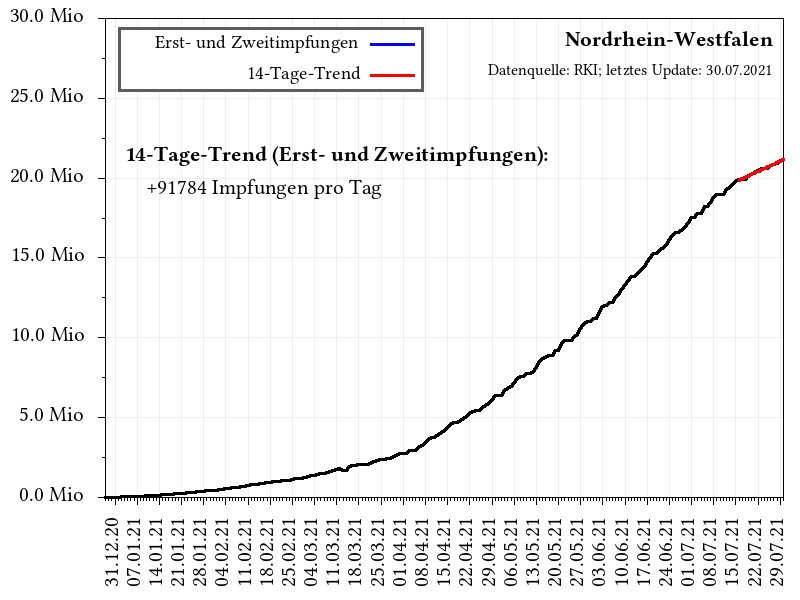 30.0 Mio
25.0 Mio
20.0 Mio
15.0 Mio
10.0 Mio
5.0 Mio
0.0 Mio
Erst- und Zweitimpfungen
14-Tage-Trend
Nordrhein-Westfalen
Datenquelle: RKI; letztes Update: 30.07.2021
14-Tage-Trend (Erst- und Zweitimpfungen):
+91784 Impfungen pro Tag
31.12.20
07.01.21
14.01.21
21.01.21
28.01.21
04.02.21
11.02.21
18.02.21
25.02.21
04.03.21
11.03.21
18.03.21
25.03.21
01.04.21
08.04.21
15.04.21
22.04.21
29.04.21
06.05.21
13.05.21
20.05.21
27.05.21
03.06.21
10.06.21
17.06.21
24.06.21
01.07.21
08.07.21
15.07.21
22.07.21
29.07.21